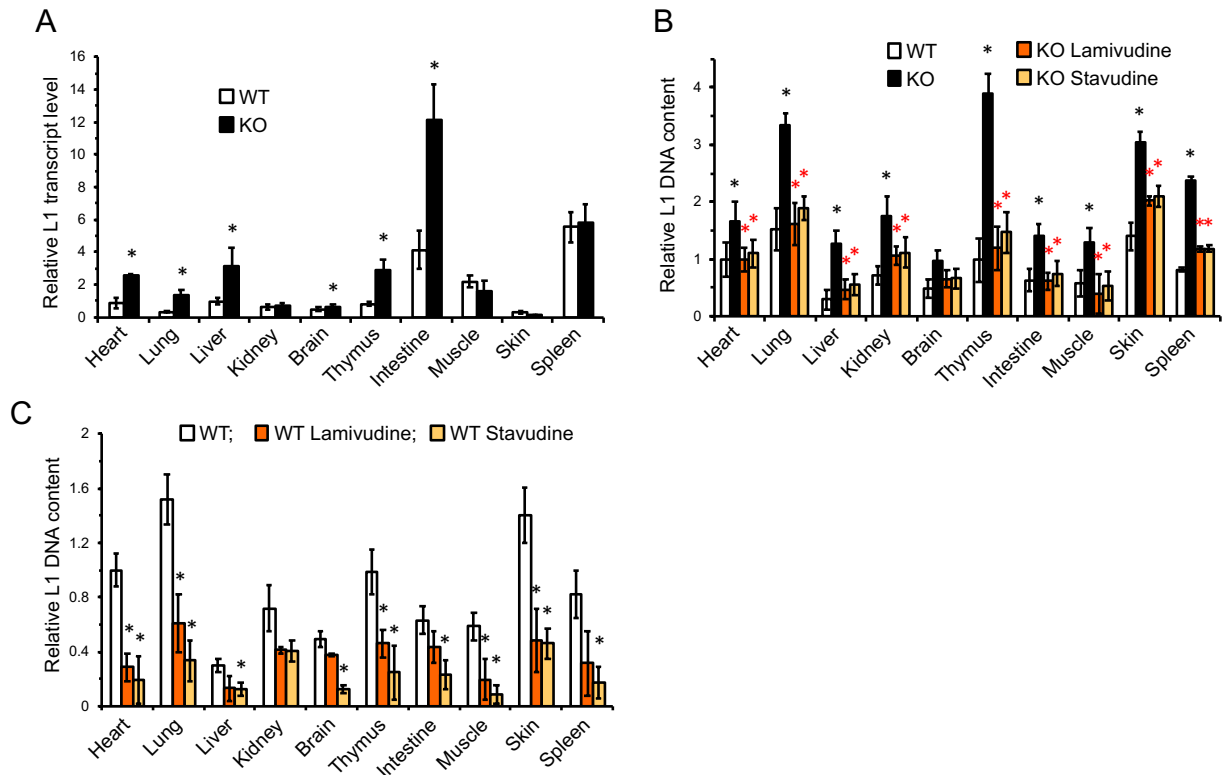 A
Relative L1 transcript level
16
14
12
10
8
6
4
2
0
WT
KO
*
*
*
*
*
*
Heart
Lung
Liver
Kidney
Brain
Thymus
Intestine
Muscle
Skin
Spleen
B
Relative L1 DNA content
4
3
2
1
0
WT
KO
KO Lamivudine
KO Stavudine
* * *
* * *
* * *
* * *
* * *
* * *
* * *
* * *
* **
Heart
Lung
Liver
Kidney
Brain
Thymus
Intestine
Muscle
Skin
Spleen
C
Relative L1 DNA content
2
1.6
1.2
0.8
0.4
0
WT; WT Lamivudine; WT Stavudine
* *
* *
*
*
* *
*
* *
* *
*
Heart
Lung
Liver
Kidney
Brain
Thymus
Intestine
Muscle
Skin
Spleen